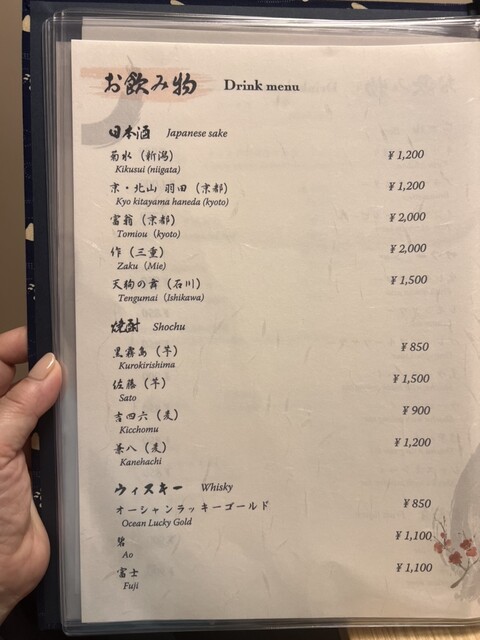 お飲み物 Drink menu
日本酒 Japanese sake
菊水（新潟） ¥1,200
Kikusui (niigata)
京・北山 羽田（京都） ¥1,200
Kyo kitayama haneda (kyoto)
富翁（京都） ¥2,000
Tomiou (kyoto)
作（三重） ¥2,000
Zaku (Mie)
天狗の舞（石川） ¥1,500
Tengumai (Ishikawa)
焼酎 Shochu
黒霧島（芋） ¥850
Kurokirishima
佐藤（芋） ¥1,500
Sato
吉四六（麦） ¥900
Kicchomu
兼八（麦） ¥1,200
Kanehachi
ウィスキー Whisky
オーシャンラッキーゴールド ¥850
Ocean Lucky Gold
碧 ¥1,100
Ao
富士 ¥1,100
Fuji